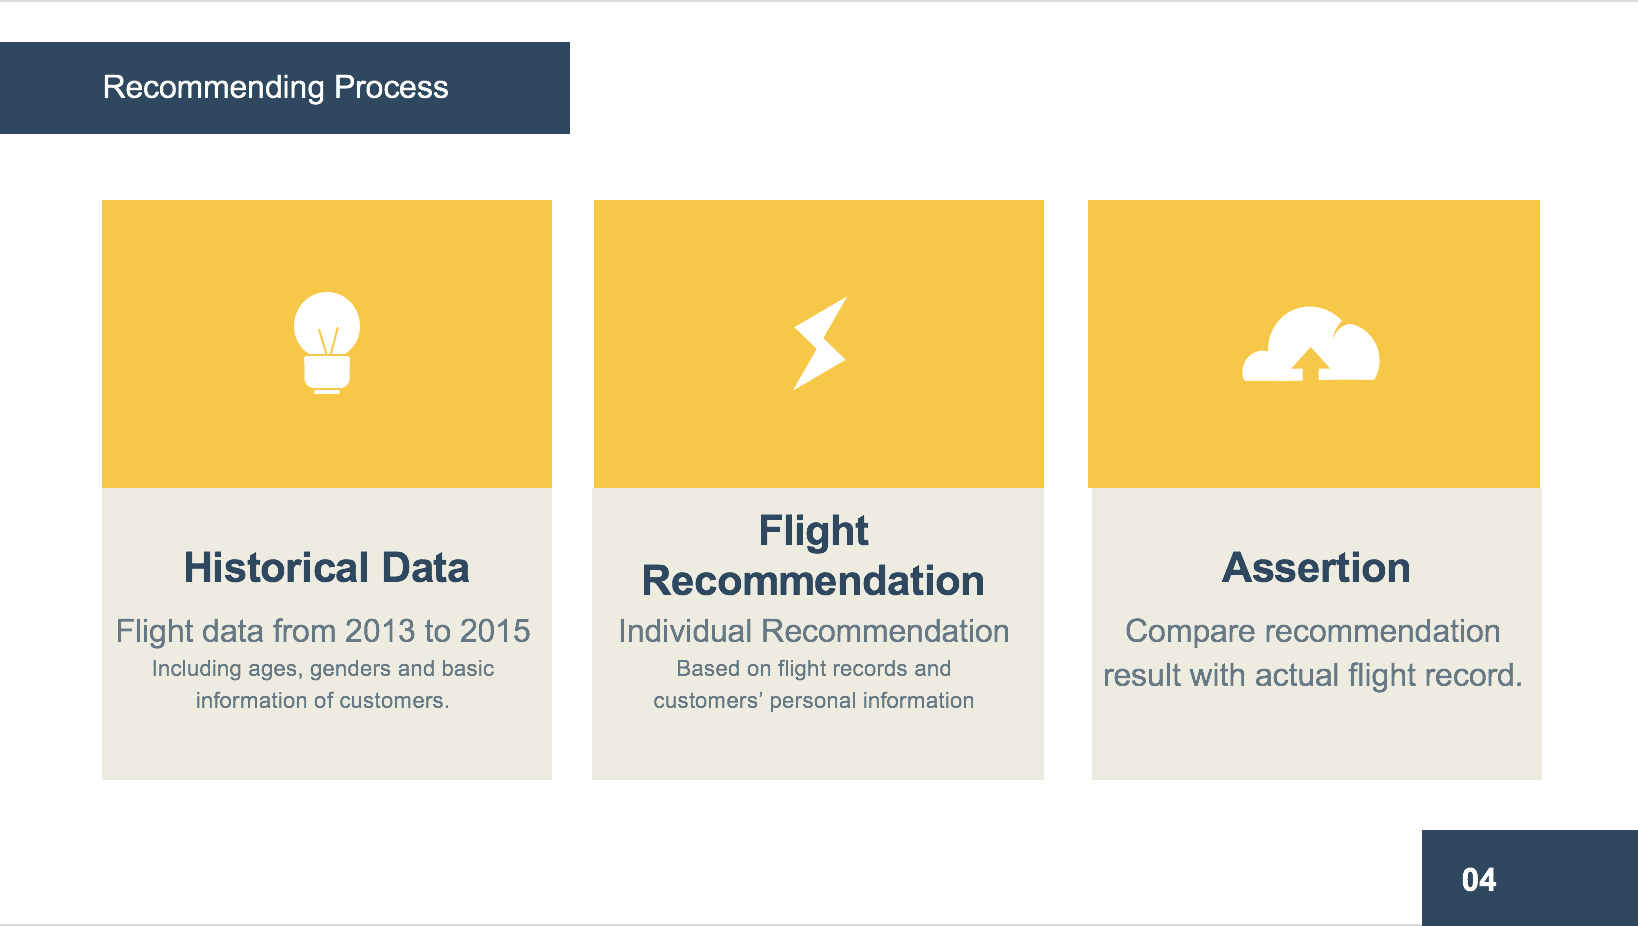 Recommending Process
Historical Data
Flight data from 2013 to 2015
Including ages, genders and basic
information of customers.
Flight
Recommendation
Individual Recommendation
Based on flight records and
customers’ personal information
Assertion
Compare recommendation
result with actual flight record.
04